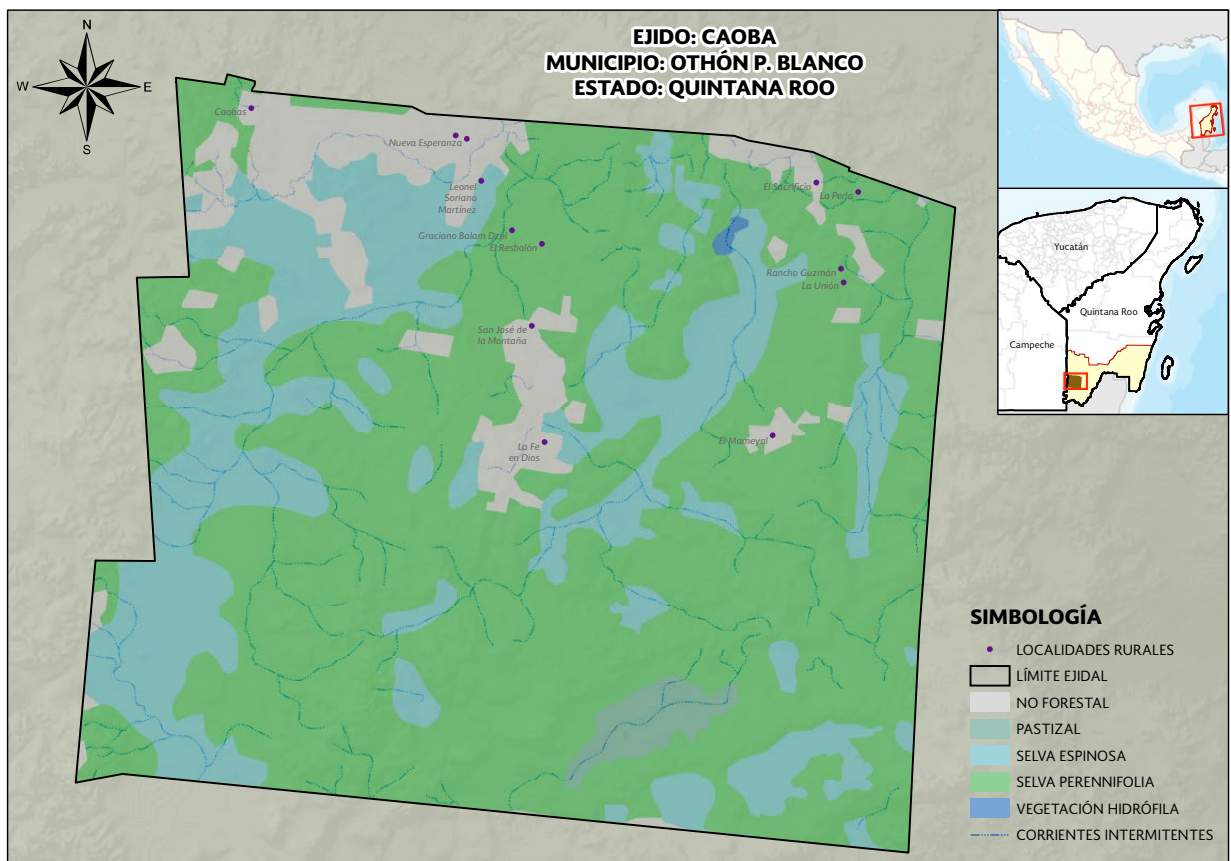 EJIDO: CAOBA
MUNICIPIO: OTHÓN P. BLANCO
ESTADO: QUINTANA ROO
N
W
E
S
Caobas
Nueva Esperanza
Leonel
Soriano
Martínez
Graciano Balam Dzul
El Resbalón
El Sacrificio
La Perla
Rancho Guzmán
La Unión
San José de
la Montaña
El Mameyal
La Fe
en Dios
Yucatán
Quintana Roo
Campeche
SIMBOLOGÍA
LOCALIDADES RURALES
LÍMITE EJIDAL
NO FORESTAL
PASTIZAL
SELVA ESPINOSA
SELVA PERENNIFOLIA
VEGETACIÓN HIDRÓFILA
CORRIENTES INTERMITENTES